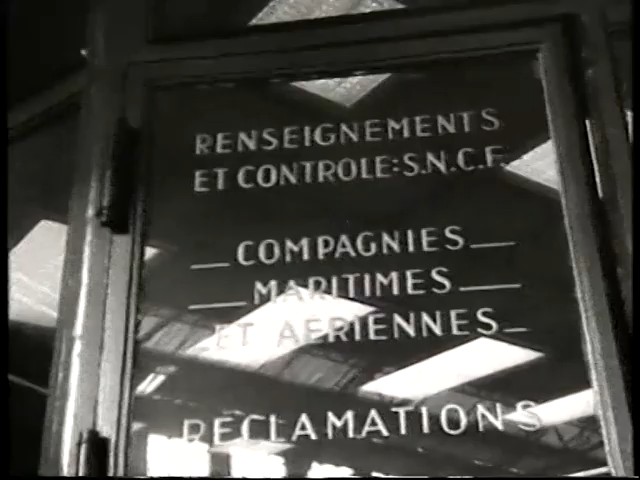 RENSEIGNEMENTS
ET CONTROLE:S.N.C.F.
COMPAGNIES
MARITIMES
ET AERIENNES
RECLAMATIONS